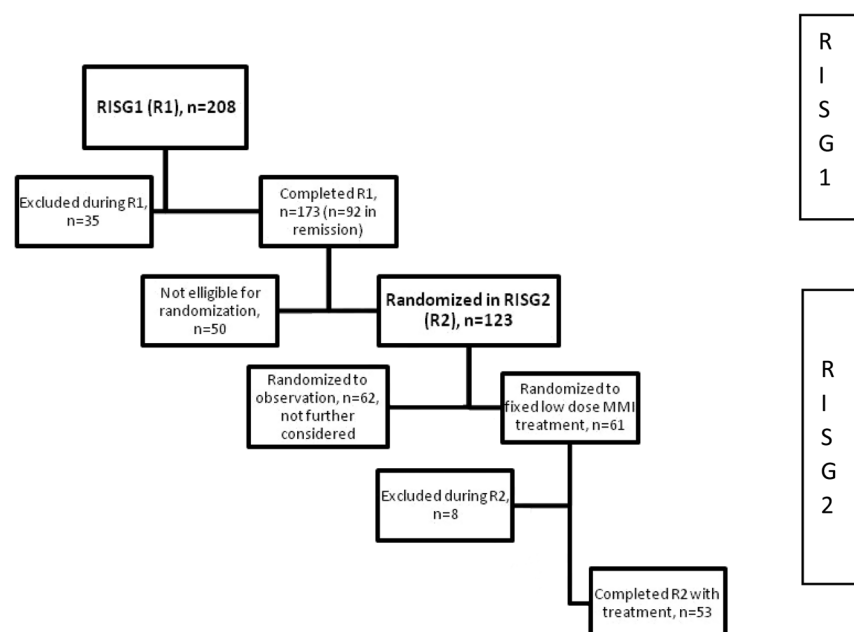 RISG1 (R1), n=208
Excluded during R1,
n=35
Completed R1,
n=173 (n=92 in
remission)
Not elligible for
randomization,
n=50
Randomized in RISG2
(R2), n=123
Randomized to
observation, n=62,
not further
considered
Randomized to
fixed low dose MMI
treatment, n=61
Excluded during R2,
n=8
Completed R2 with
treatment, n=53
R
I
S
G
1
R
I
S
G
2